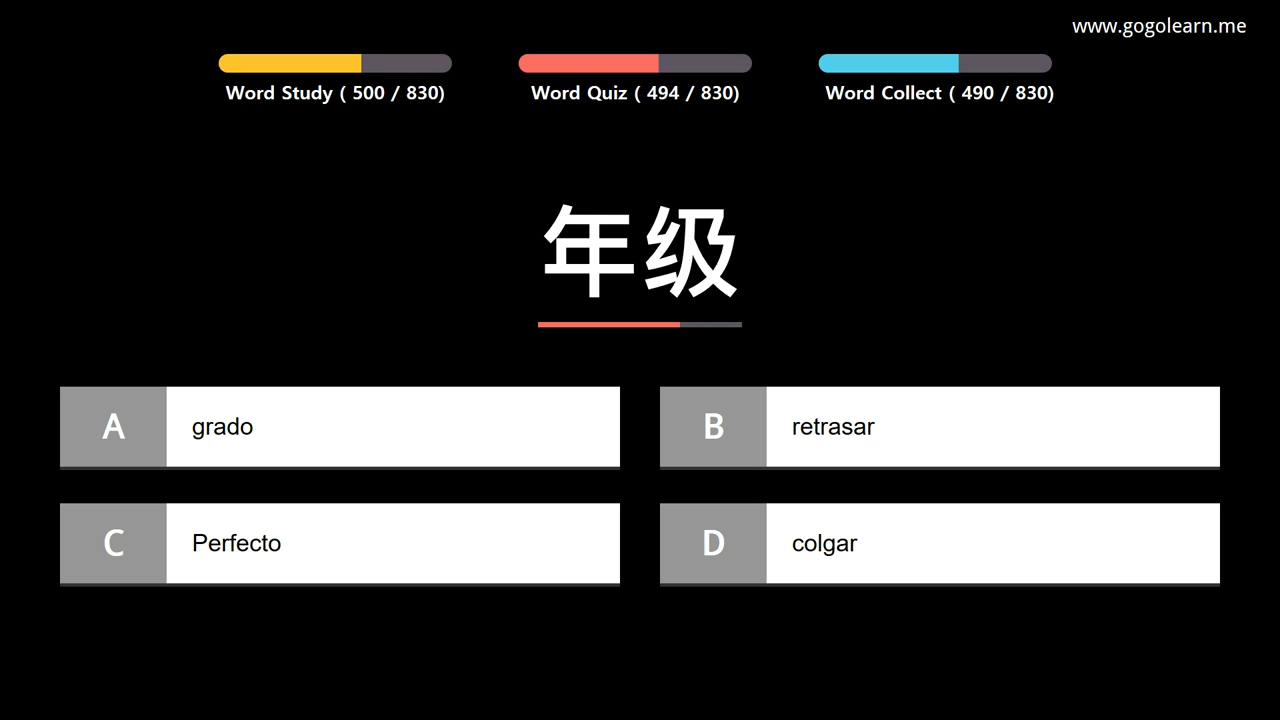 www.gogolearn.me
Word Study ( 500 / 830)
Word Quiz ( 494 / 830)
Word Collect ( 490 / 830)
年级
A grado
B retrasar
C Perfecto
D colgar